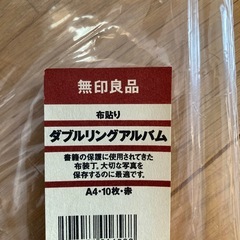 無印良品
布貼り
ダブルリングアルバム
書籍の保護に使用されてきた
布装丁。大切な写真を
保存するのに最適です。
A4・10枚・赤